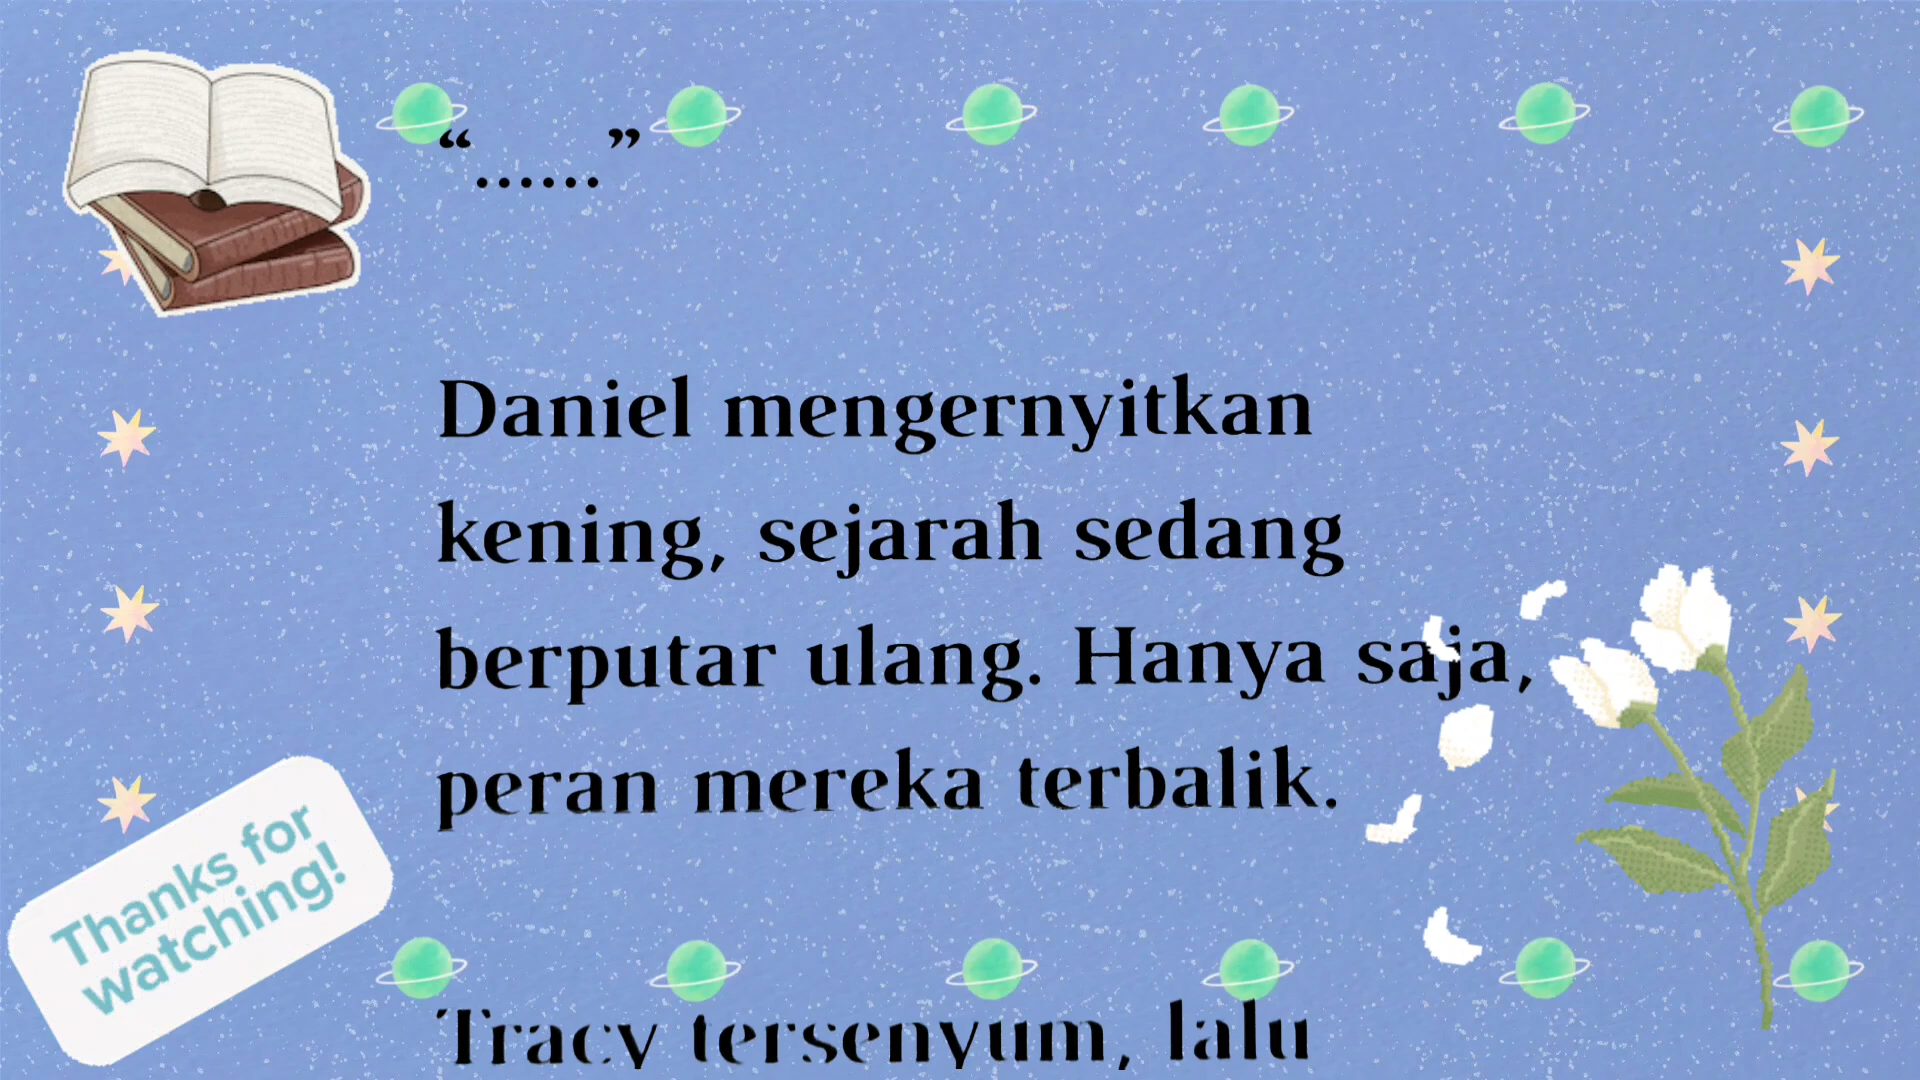 “......”
Daniel mengernyitkan
kening, sejarah sedang
berputar ulang. Hanya saja,
peran mereka terbalik.
Tracy tersenyum, lalu
Thanks for
watching!